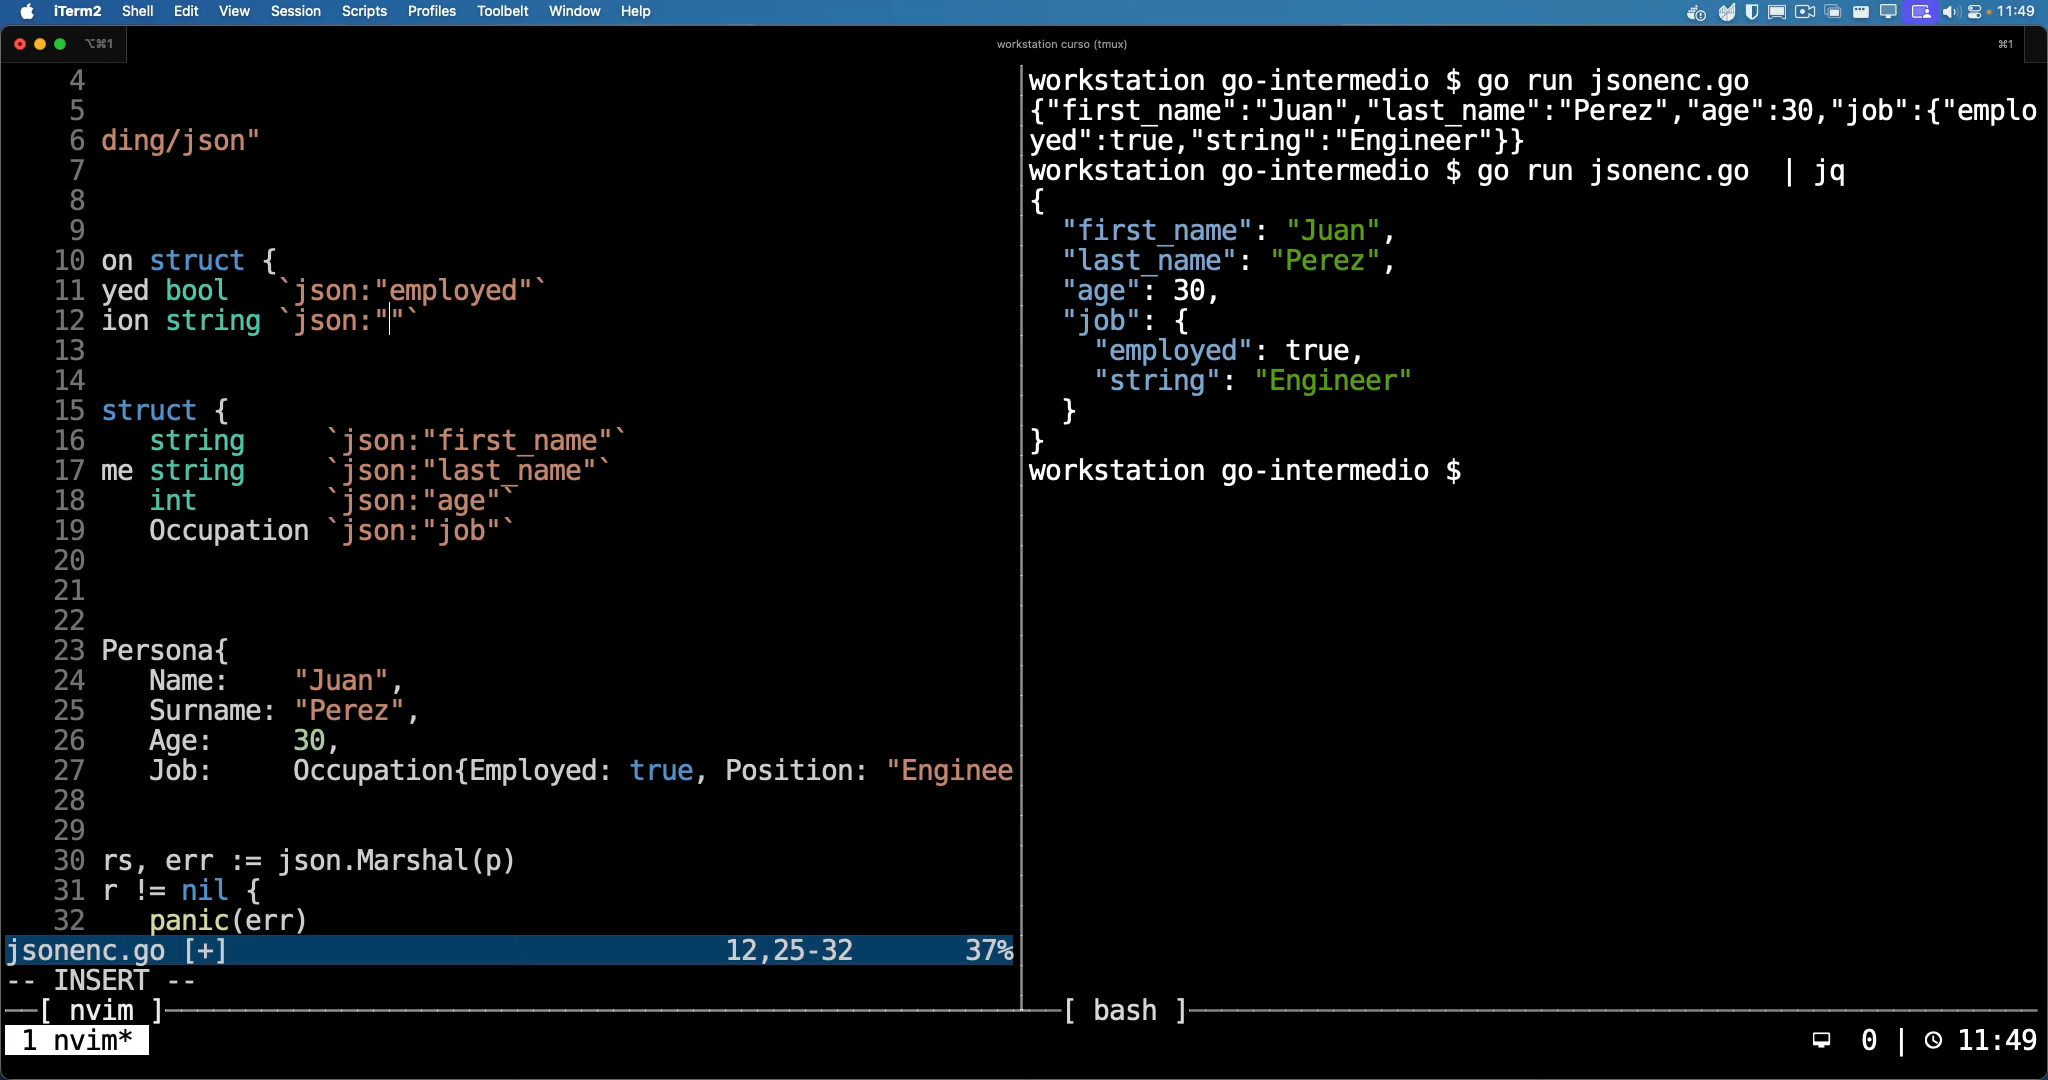 iTerm2 Shell Edit View Session Scripts Profiles Toolbelt Window Help 11:49
⌥⌘1 workstation curso (tmux) ⌘1
4
5
6 ding/json"
7
8
9
10 on struct {
11 yed bool `json:"employed"`
12 ion string `json:""`
13
14
15 struct {
16 string `json:"first_name"`
17 me string `json:"last_name"`
18 int `json:"age"`
19 Occupation `json:"job"`
20
21
22
23 Persona{
24 Name: "Juan",
25 Surname: "Perez",
26 Age: 30,
27 Job: Occupation{Employed: true, Position: "Enginee
28
29
30 rs, err := json.Marshal(p)
31 r != nil {
32 panic(err)
jsonenc.go [+] 12,25-32 37%
-- INSERT --
[ nvim ]
workstation go-intermedio $ go run jsonenc.go
{"first_name":"Juan","last_name":"Perez","age":30,"job":{"emplo
yed":true,"string":"Engineer"}}
workstation go-intermedio $ go run jsonenc.go | jq
{
"first_name": "Juan",
"last_name": "Perez",
"age": 30,
"job": {
"employed": true,
"string": "Engineer"
}
}
workstation go-intermedio $
[ bash ]
1 nvim* 0 | 11:49